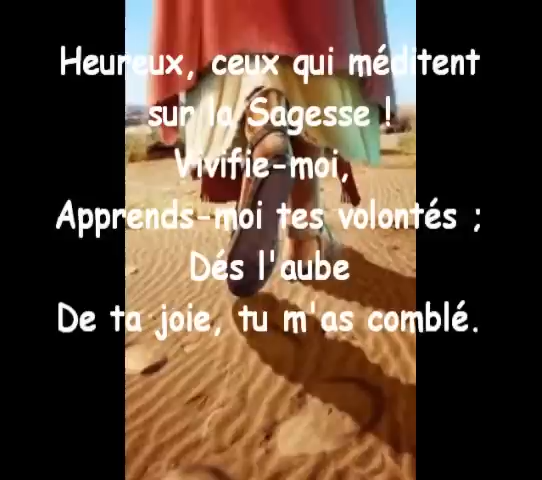 Heureux, ceux qui méditent
sur la Sagesse !
Vivifie-moi,
Apprends-moi tes volontés ;
Dés l'aube
De ta joie, tu m'as comblé.